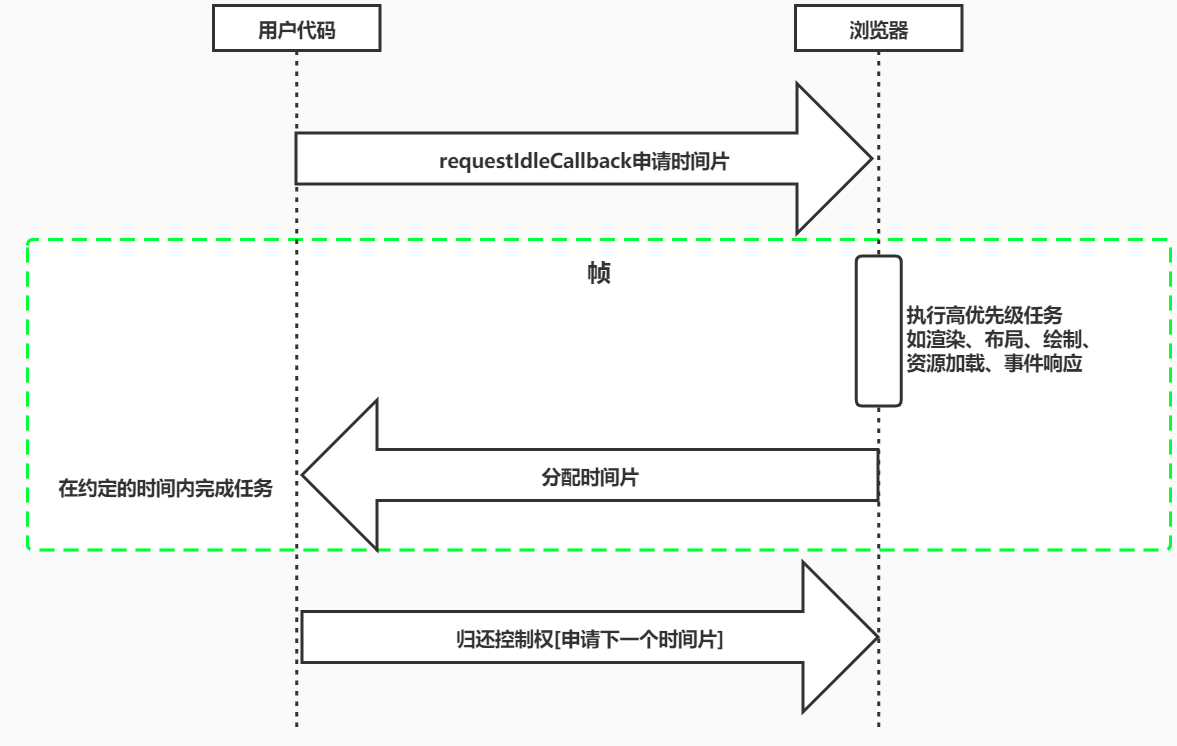 用户代码
浏览器
requestIdleCallback申请时间片
帧
执行高优先级任务
如渲染、布局、绘制、
资源加载、事件响应
分配时间片
在约定的时间内完成任务
归还控制权[申请下一个时间片]